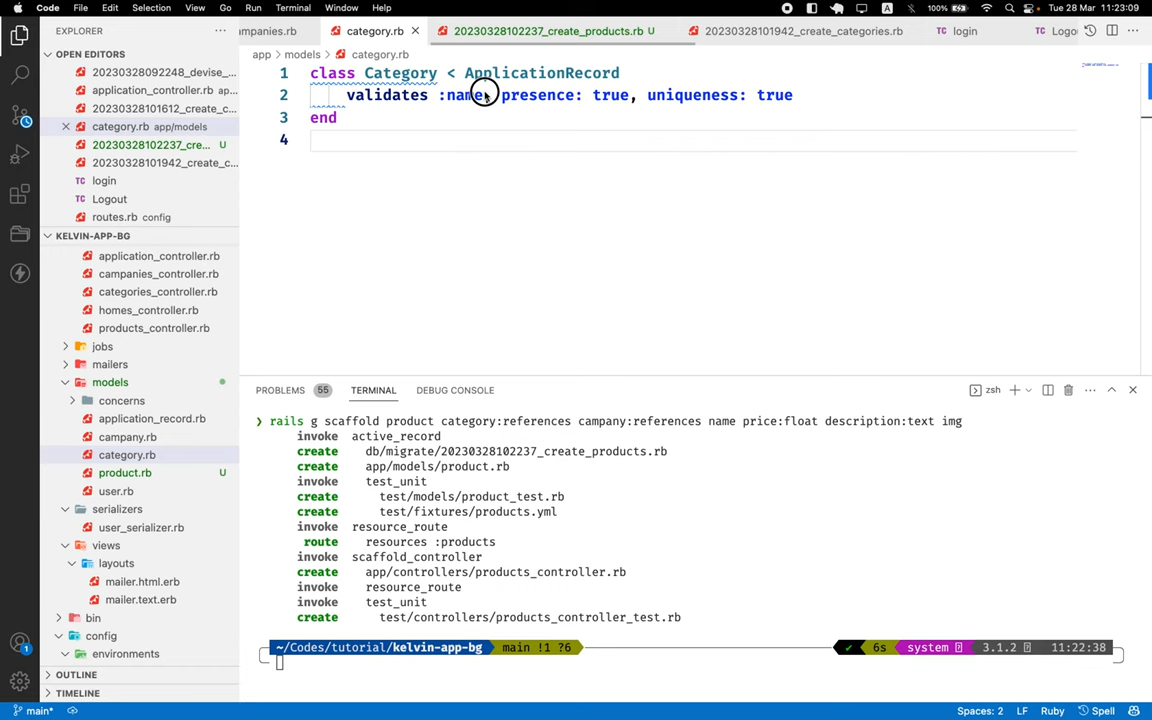 Code File Edit Selection View Go Run Terminal Window Help 100% Tue 28 Mar 11:23:09
EXPLORER
mpanies.rb category.rb 20230328102237_create_products.rb U 20230328101942_create_categories.rb login Logo
OPEN EDITORS
app > models > category.rb
20230328092248_devise_...
application_controller.rb ap...
20230328101612_create_c...
category.rb app/models
20230328102237_cre... U
20230328101942_create_c...
TC login
TC Logout
routes.rb config
1 class Category < ApplicationRecord
2 validates :name, presence: true, uniqueness: true
3 end
4
KELVIN-APP-BG
application_controller.rb
campanies_controller.rb
categories_controller.rb
homes_controller.rb
products_controller.rb
jobs
mailers
models
concerns
application_record.rb
campany.rb
category.rb
product.rb U
user.rb
serializers
user_serializer.rb
views
layouts
mailer.html.erb
mailer.text.erb
bin
config
environments
OUTLINE
TIMELINE
PROBLEMS 55 TERMINAL DEBUG CONSOLE zsh
❯ rails g scaffold product category:references campany:references name price:float description:text img
invoke active_record
create db/migrate/20230328102237_create_products.rb
create app/models/product.rb
invoke test_unit
create test/models/product_test.rb
create test/fixtures/products.yml
invoke resource_route
route resources :products
invoke scaffold_controller
create app/controllers/products_controller.rb
invoke resource_route
invoke test_unit
create test/controllers/products_controller_test.rb
~/Codes/tutorial/kelvin-app-bg main !1 ?6 ✔ 6s system 3.1.2 11:22:38
main* Spaces: 2 LF Ruby Spell